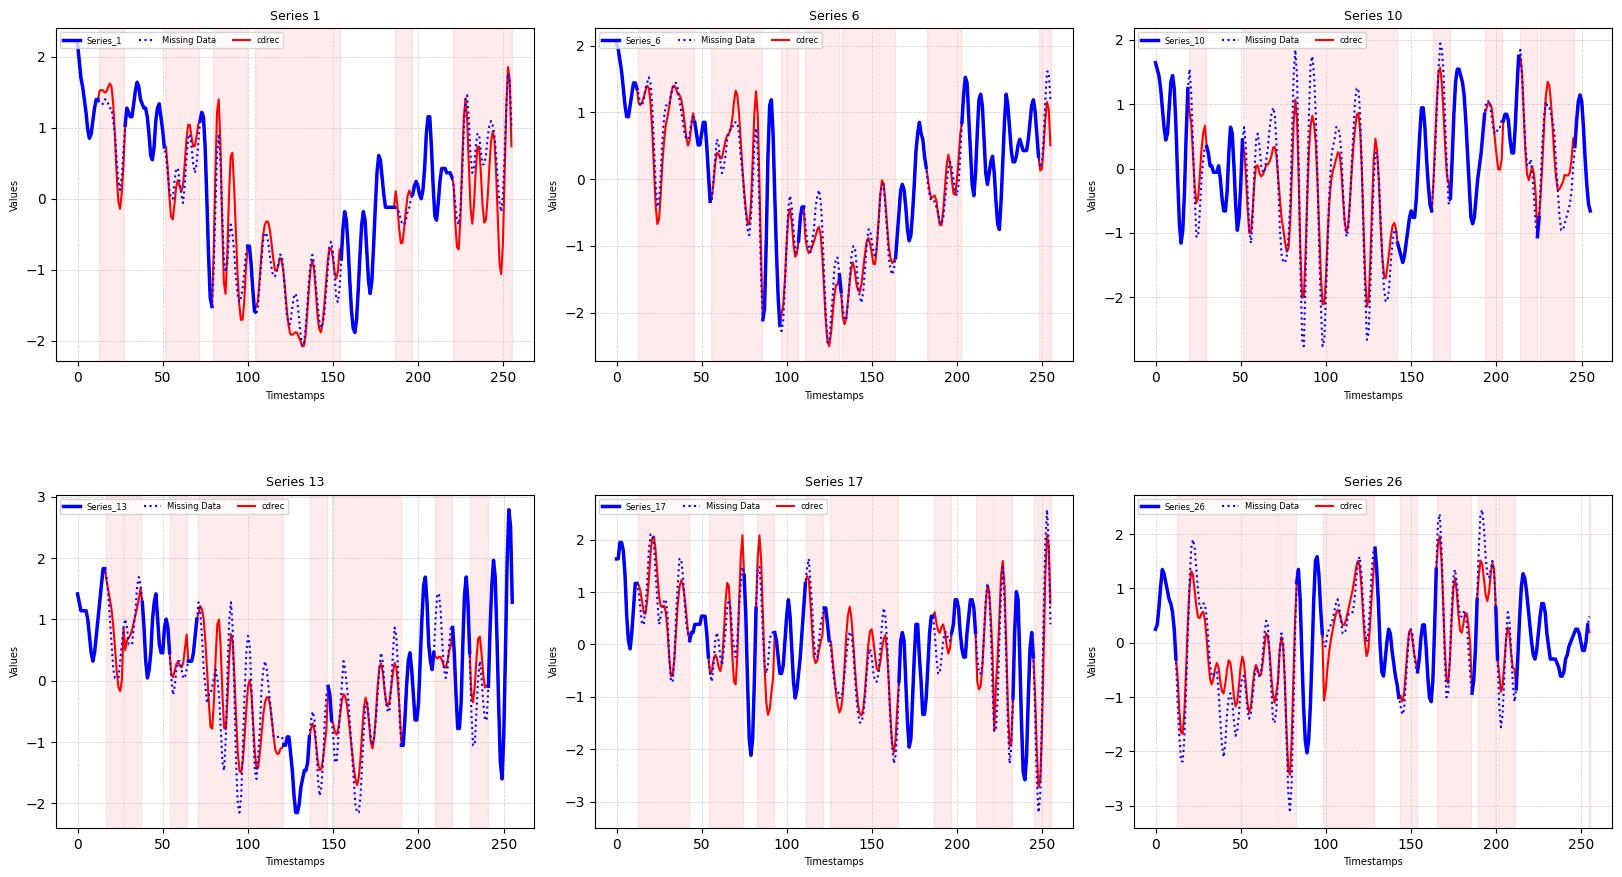 Series 1
Series_1 Missing Data cdrec
Values
2
1
0
−1
−2
0 50 100 150 200 250
Timestamps
Series 6
Series_6 Missing Data cdrec
Values
2
1
0
−1
−2
0 50 100 150 200 250
Timestamps
Series 10
Series_10 Missing Data cdrec
Values
2
1
0
−1
−2
0 50 100 150 200 250
Timestamps
Series 13
Series_13 Missing Data cdrec
Values
3
2
1
0
−1
−2
0 50 100 150 200 250
Timestamps
Series 17
Series_17 Missing Data cdrec
Values
2
1
0
−1
−2
−3
0 50 100 150 200 250
Timestamps
Series 26
Series_26 Missing Data cdrec
Values
2
1
0
−1
−2
−3
0 50 100 150 200 250
Timestamps